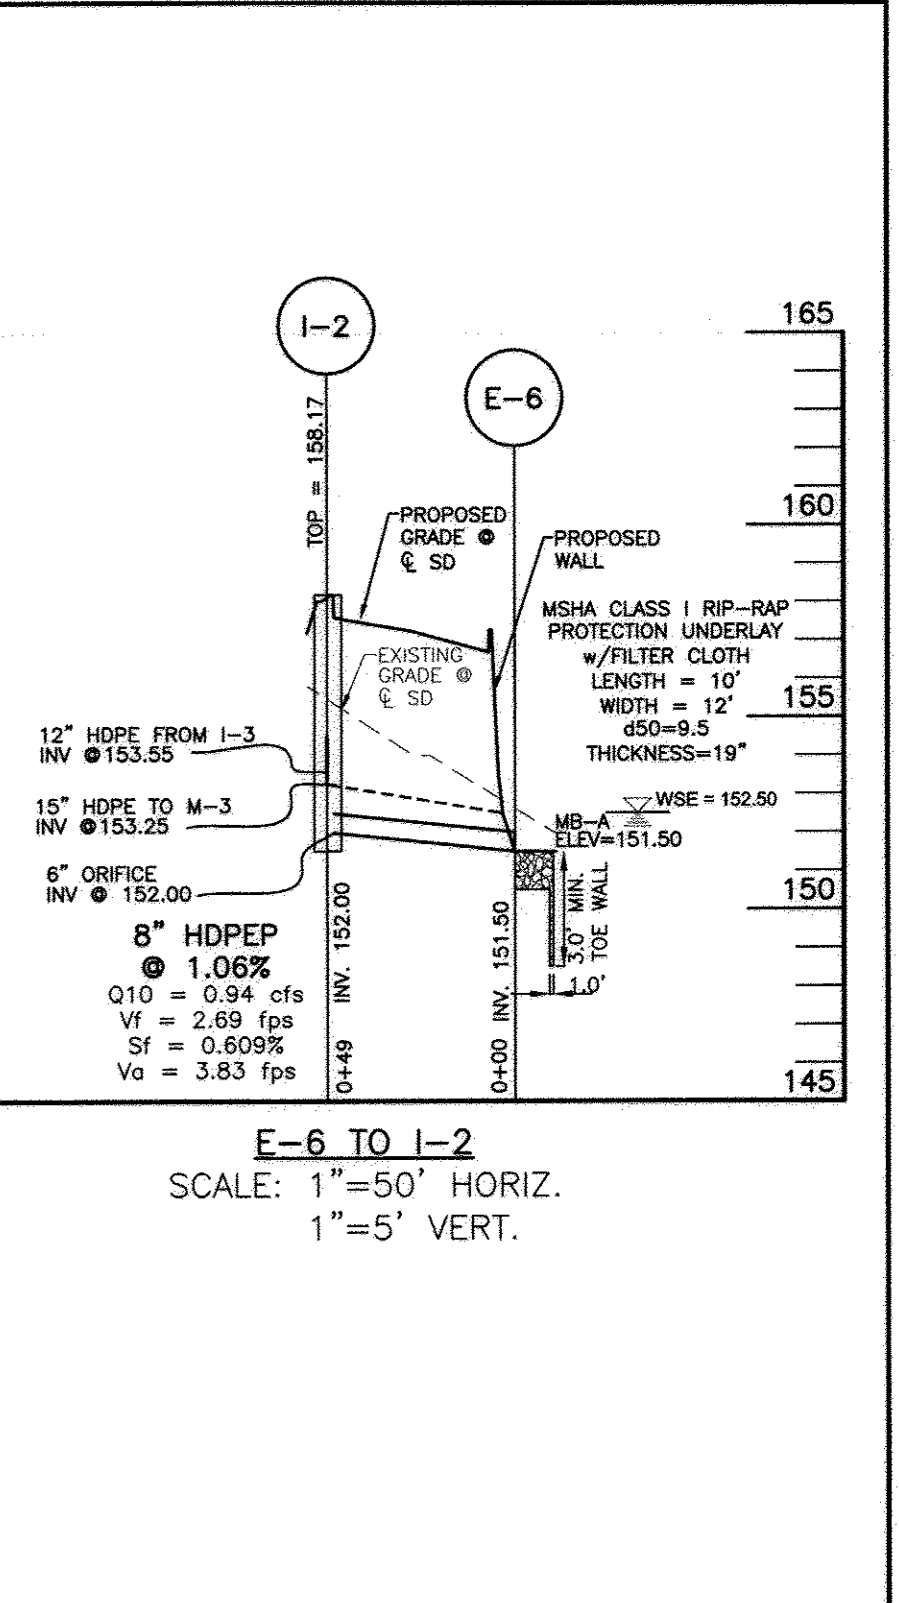 I-2
165
E-6
TOP = 158.17
160
PROPOSED
GRADE @
℄ SD
PROPOSED
WALL
MSHA CLASS I RIP-RAP
PROTECTION UNDERLAY
w/FILTER CLOTH
LENGTH = 10'
WIDTH = 12'
d50=9.5
THICKNESS=19"
EXISTING
GRADE @
℄ SD
155
12" HDPE FROM I-3
INV @ 153.55
15" HDPE TO M-3
INV @ 153.25
WSE = 152.50
MB-A
ELEV=151.50
6" ORIFICE
INV @ 152.00
150
8" HDPEP
@ 1.06%
Q10 = 0.94 cfs
Vf = 2.69 fps
Sf = 0.609%
Va = 3.83 fps
0+49 INV. 152.00
0+00 INV. 151.50
3.0' MIN.
TOE WALL
1.0'
145
E-6 TO I-2
SCALE: 1"=50' HORIZ.
1"=5' VERT.